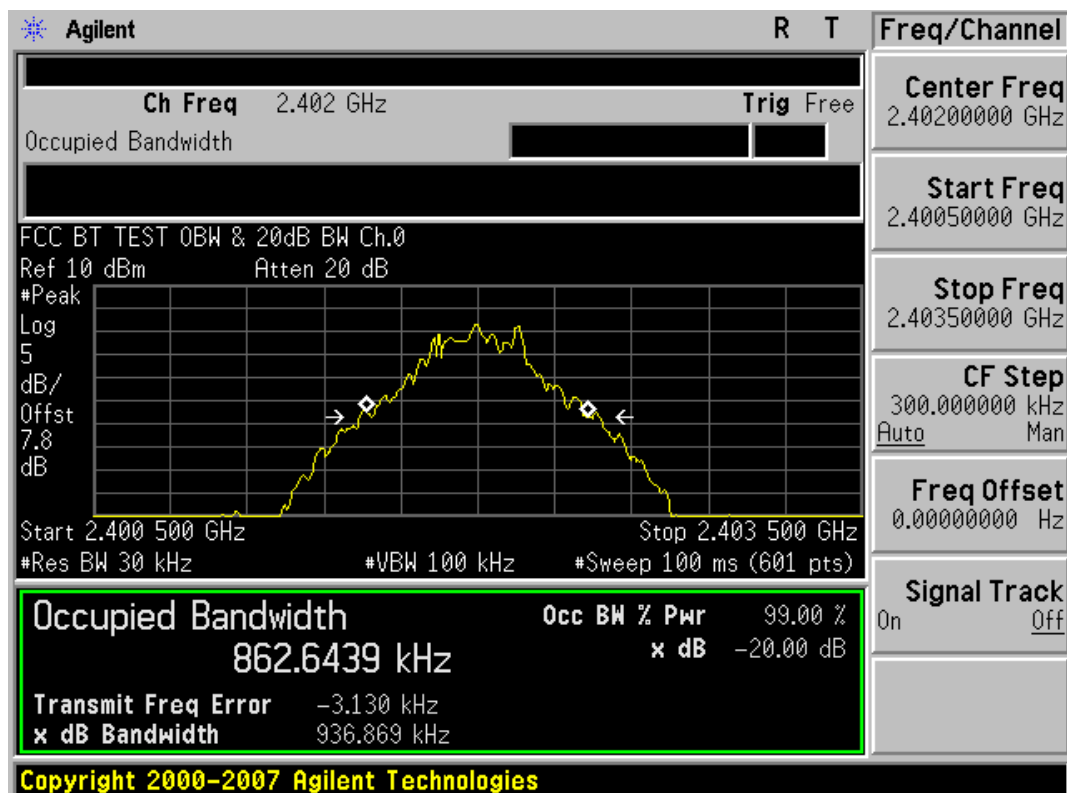 Agilent R T Freq/Channel
Ch Freq 2.402 GHz Trig Free
Occupied Bandwidth
Center Freq
2.40200000 GHz
Start Freq
2.40050000 GHz
Stop Freq
2.40350000 GHz
CF Step
300.000000 kHz
Auto Man
Freq Offset
0.00000000 Hz
Signal Track
On Off
FCC BT TEST OBW & 20dB BW Ch.0
Ref 10 dBm Atten 20 dB
#Peak
Log
5
dB/
Offst
7.8
dB
Start 2.400 500 GHz Stop 2.403 500 GHz
#Res BW 30 kHz #VBW 100 kHz #Sweep 100 ms (601 pts)
Occupied Bandwidth
862.6439 kHz
Occ BW % Pwr 99.00 %
x dB -20.00 dB
Transmit Freq Error -3.130 kHz
x dB Bandwidth 936.869 kHz
Copyright 2000-2007 Agilent Technologies